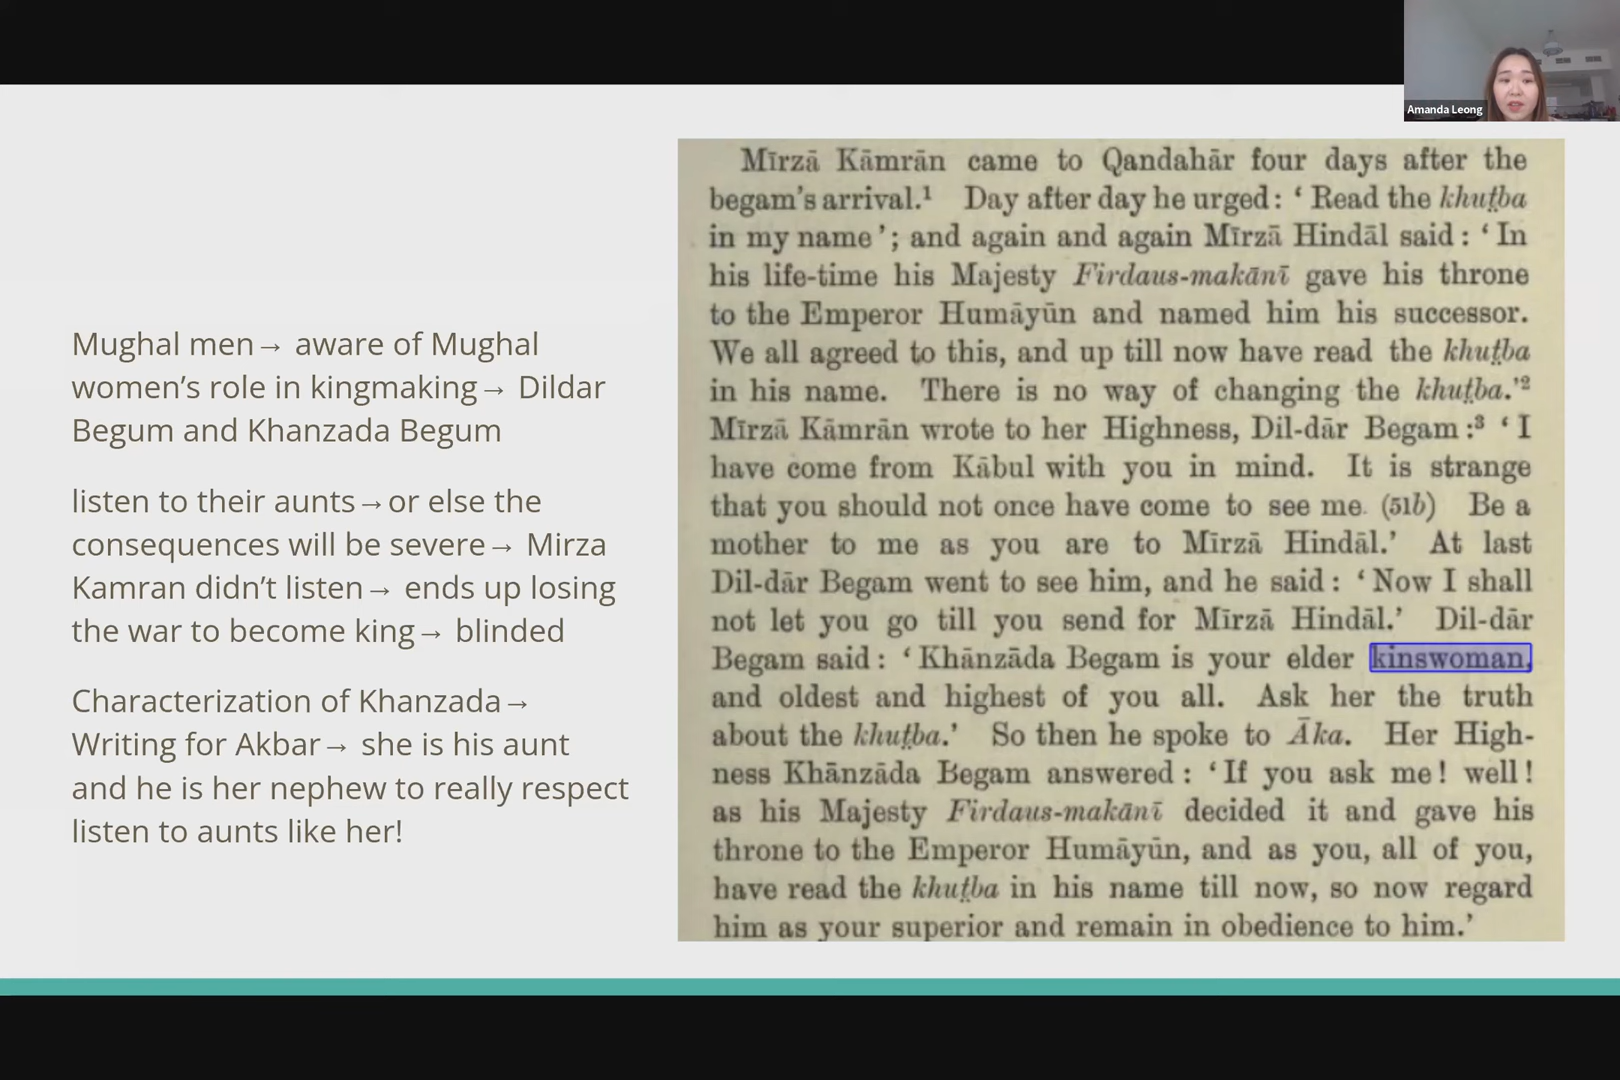 Amanda Leong
Mughal men→ aware of Mughal
women’s role in kingmaking→ Dildar
Begum and Khanzada Begum
listen to their aunts→or else the
consequences will be severe→ Mirza
Kamran didn’t listen→ ends up losing
the war to become king→ blinded
Characterization of Khanzada→
Writing for Akbar→ she is his aunt
and he is her nephew to really respect
listen to aunts like her!
Mīrzā Kāmrān came to Qandahār four days after the
begam's arrival.¹ Day after day he urged: ‘Read the khuṯba
in my name’; and again and again Mīrzā Hindāl said: ‘In
his life-time his Majesty Firdaus-makānī gave his throne
to the Emperor Humāyūn and named him his successor.
We all agreed to this, and up till now have read the khuṯba
in his name. There is no way of changing the khuṯba.’²
Mīrzā Kāmrān wrote to her Highness, Dil-dār Begam:³ ‘I
have come from Kābul with you in mind. It is strange
that you should not once have come to see me. (51b) Be a
mother to me as you are to Mīrzā Hindāl.’ At last
Dil-dār Begam went to see him, and he said: ‘Now I shall
not let you go till you send for Mīrzā Hindāl.’ Dil-dār
Begam said: ‘Khānzāda Begam is your elder kinswoman,
and oldest and highest of you all. Ask her the truth
about the khuṯba.’ So then he spoke to Āka. Her High-
ness Khānzāda Begam answered: ‘If you ask me! well!
as his Majesty Firdaus-makānī decided it and gave his
throne to the Emperor Humāyūn, and as you, all of you,
have read the khuṯba in his name till now, so now regard
him as your superior and remain in obedience to him.’